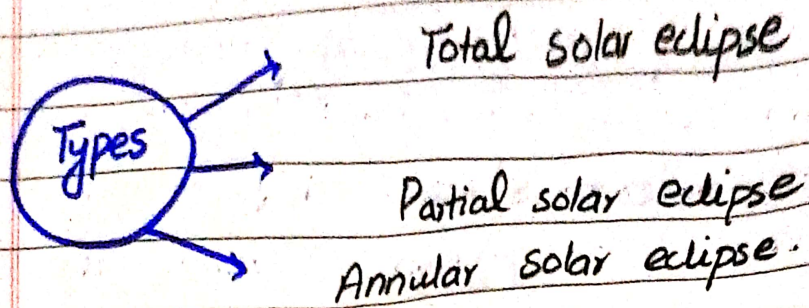 Total solar eclipse
Types
Partial solar eclipse
Annular solar eclipse.